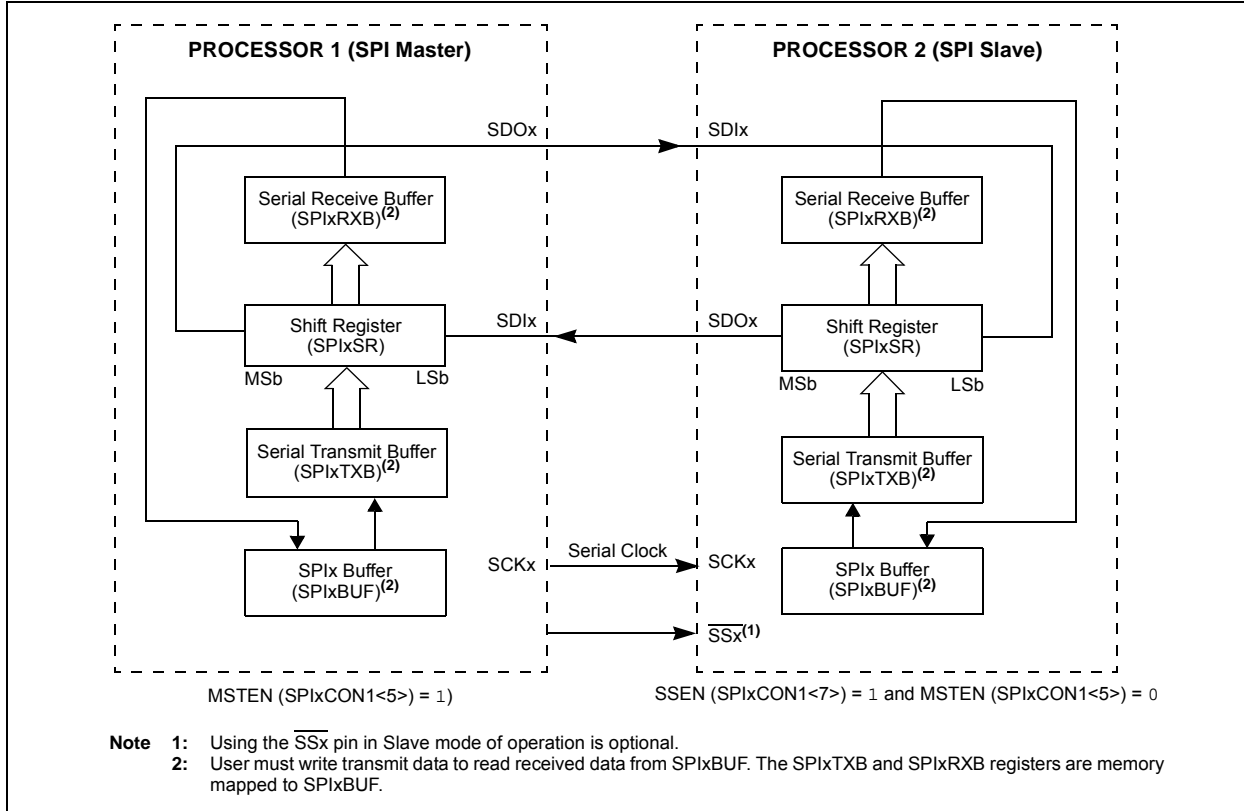 PROCESSOR 1 (SPI Master)
PROCESSOR 2 (SPI Slave)
SDOx
SDIx
Serial Receive Buffer
(SPIxRXB)(2)
Serial Receive Buffer
(SPIxRXB)(2)
Shift Register
(SPIxSR)
SDIx
SDOx
Shift Register
(SPIxSR)
MSb
LSb
MSb
LSb
Serial Transmit Buffer
(SPIxTXB)(2)
Serial Transmit Buffer
(SPIxTXB)(2)
SPIx Buffer
(SPIxBUF)(2)
SCKx
Serial Clock
SCKx
SPIx Buffer
(SPIxBUF)(2)
SSx(1)
MSTEN (SPIxCON1<5>) = 1)
SSEN (SPIxCON1<7>) = 1 and MSTEN (SPIxCON1<5>) = 0
Note 1: Using the SSx pin in Slave mode of operation is optional.
2: User must write transmit data to read received data from SPIxBUF. The SPIxTXB and SPIxRXB registers are memory
mapped to SPIxBUF.